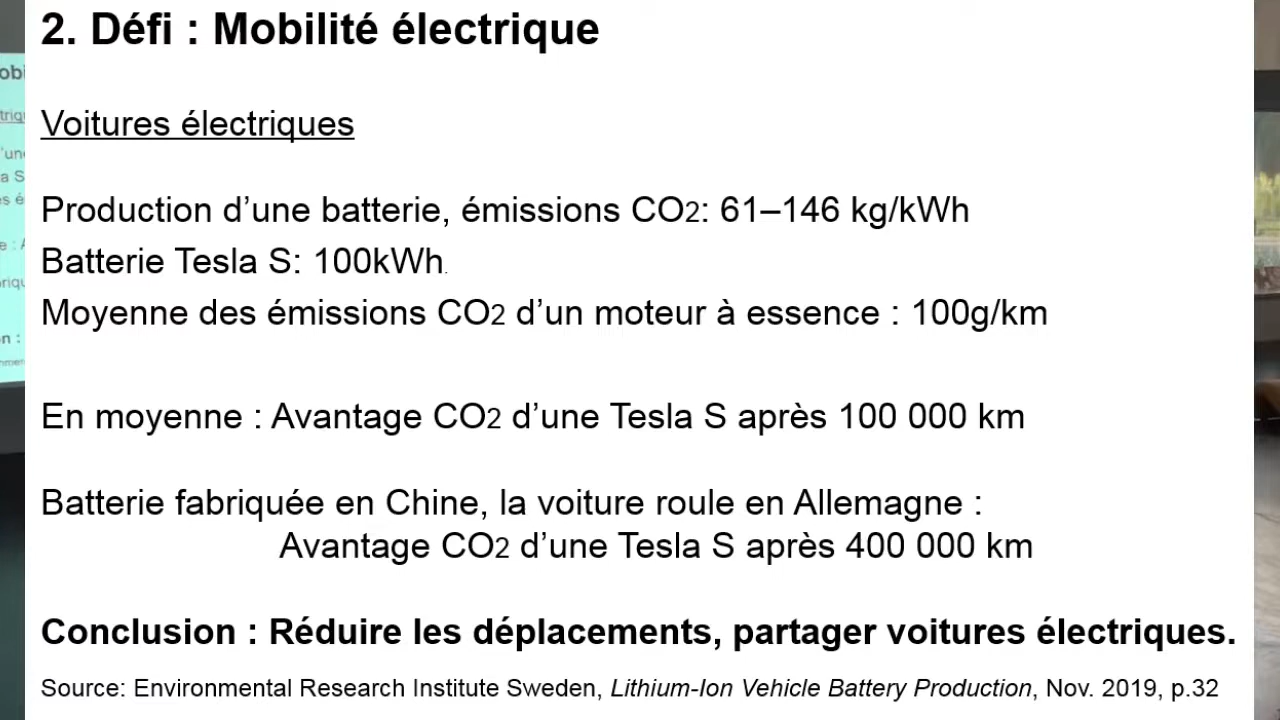 2. Défi : Mobilité électrique
Voitures électriques
Production d’une batterie, émissions CO2: 61–146 kg/kWh
Batterie Tesla S: 100kWh.
Moyenne des émissions CO2 d’un moteur à essence : 100g/km
En moyenne : Avantage CO2 d’une Tesla S après 100 000 km
Batterie fabriquée en Chine, la voiture roule en Allemagne :
Avantage CO2 d’une Tesla S après 400 000 km
Conclusion : Réduire les déplacements, partager voitures électriques.
Source: Environmental Research Institute Sweden, Lithium-Ion Vehicle Battery Production, Nov. 2019, p.32